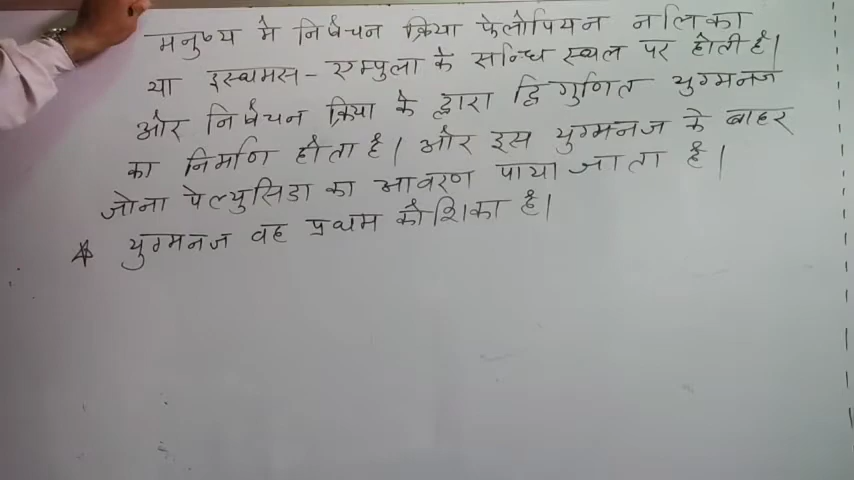 मनुष्य मे निषेचन क्रिया फेलोपियन नलिका
या इस्थमस - एम्पुला के सन्धि स्थल पर होती है।
और निषेचन क्रिया के द्वारा द्विगुणित युग्मनज
का निर्माण होता है। और इस युग्मनज के बाहर
जोना पेल्युसिडा का आवरण पाया जाता है।
* युग्मनज वह प्रथम कोशिका है।